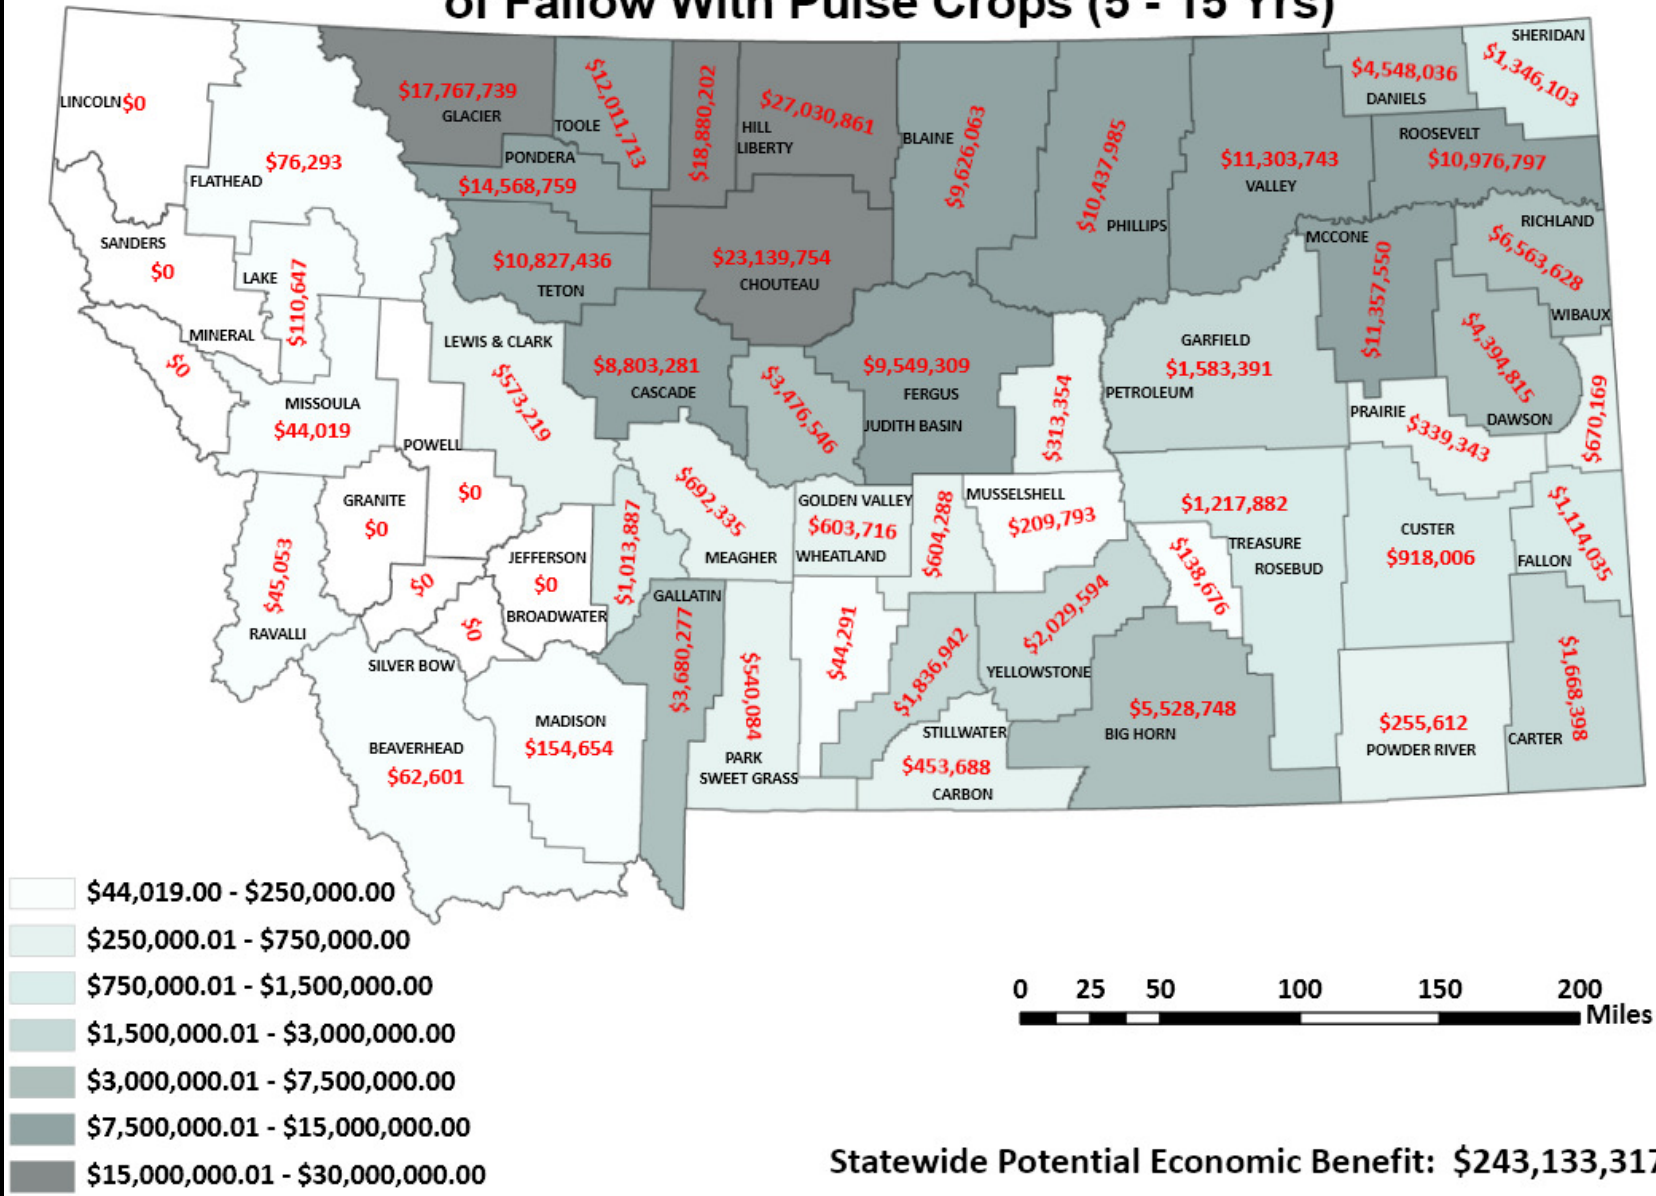 of Fallow With Pulse Crops (5 - 15 Yrs)
SHERIDAN
$1,346,103
$4,548,036
DANIELS
LINCOLN $0
$17,767,739
GLACIER
TOOLE
$12,011,713
$18,880,202
$27,030,861
HILL
LIBERTY
BLAINE
$9,626,063
$10,437,985
PHILLIPS
$11,303,743
VALLEY
ROOSEVELT
$10,976,797
$76,293
FLATHEAD
PONDERA
$14,568,759
SANDERS
$0
LAKE
$110,647
$10,827,436
TETON
$23,139,754
CHOUTEAU
MCCONE
$11,357,550
RICHLAND
$6,563,628
WIBAUX
$670,169
MINERAL
$0
LEWIS & CLARK
$573,219
$8,803,281
CASCADE
$3,476,546
$9,549,309
FERGUS
JUDITH BASIN
$313,354
GARFIELD
$1,583,391
PETROLEUM
$4,394,815
DAWSON
PRAIRIE
$339,343
MISSOULA
$44,019
POWELL
$0
GRANITE
$0
$692,335
MEAGHER
GOLDEN VALLEY
$603,716
WHEATLAND
$604,288
MUSSELSHELL
$209,793
$1,217,882
TREASURE
ROSEBUD
$138,676
CUSTER
$918,006
FALLON
$1,114,035
$45,053
RAVALLI
$0
$0
JEFFERSON
$0
BROADWATER
$1,013,887
GALLATIN
$3,680,277
$540,084
PARK
SWEET GRASS
$44,291
$1,836,942
STILLWATER
$2,029,594
YELLOWSTONE
$5,528,748
BIG HORN
$255,612
POWDER RIVER
$1,668,398
CARTER
SILVER BOW
BEAVERHEAD
$62,601
MADISON
$154,654
$453,688
CARBON
$44,019.00 - $250,000.00
$250,000.01 - $750,000.00
$750,000.01 - $1,500,000.00
$1,500,000.01 - $3,000,000.00
$3,000,000.01 - $7,500,000.00
$7,500,000.01 - $15,000,000.00
$15,000,000.01 - $30,000,000.00
0 25 50 100 150 200
Miles
Statewide Potential Economic Benefit: $243,133,317